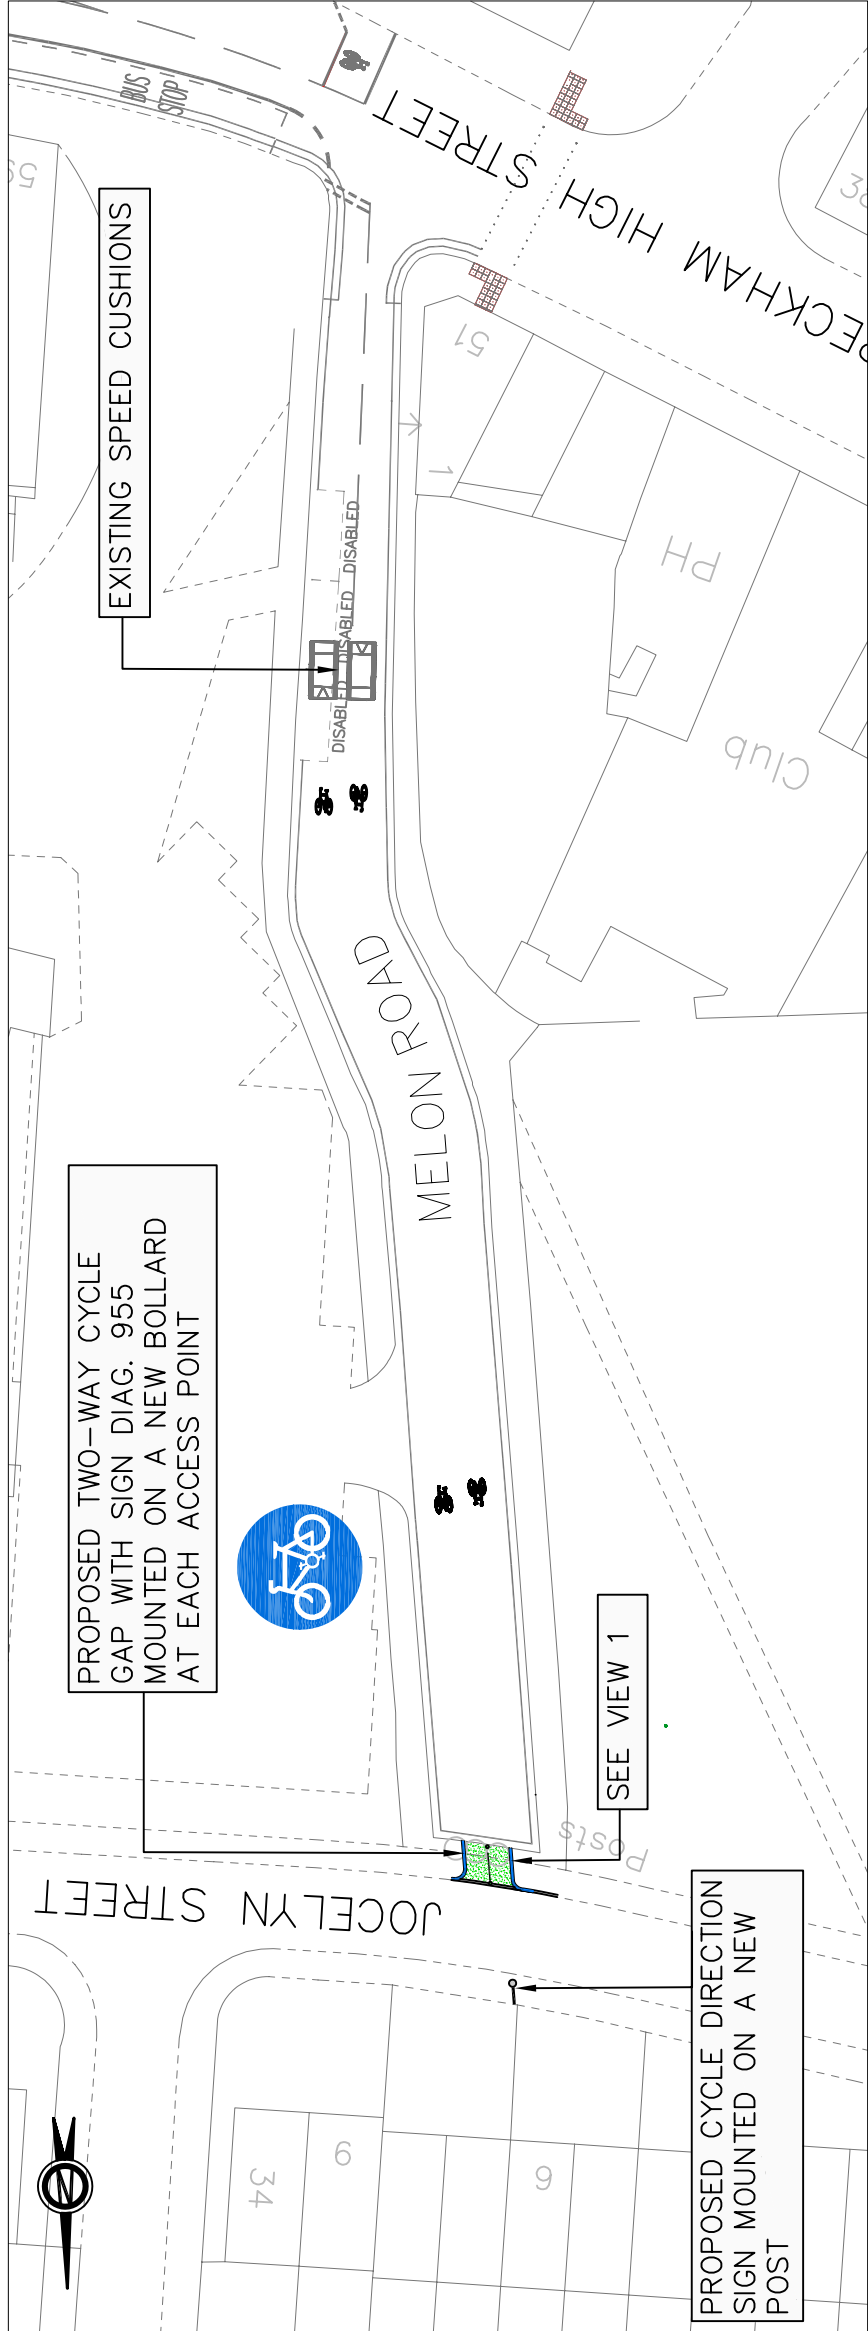 EXISTING SPEED CUSHIONS
PROPOSED TWO-WAY CYCLE
GAP WITH SIGN DIAG. 955
MOUNTED ON A NEW BOLLARD
AT EACH ACCESS POINT
SEE VIEW 1
PROPOSED CYCLE DIRECTION
SIGN MOUNTED ON A NEW
POST
BUS
STOP
PECKHAM HIGH STREET
MELON ROAD
JOCELYN STREET
DISABLED
DISABLED
DISABLED
51
1
PH
Club
Posts
34
9
6
59
N